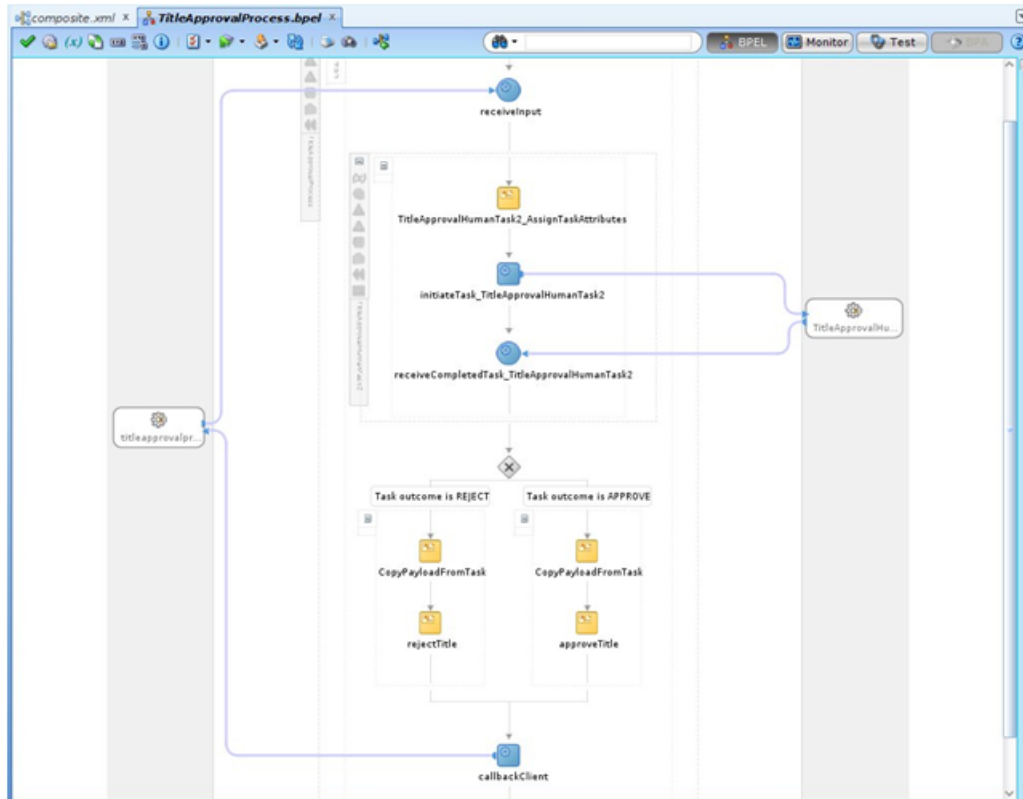 composite.xml
TitleApprovalProcess.bpel
(x)
BPEL
Monitor
Test
receiveInput
TitleApprovalHumanTask2_AssignTaskAttributes
initiateTask_TitleApprovalHumanTask2
TitleApprovalHu...
receiveCompletedTask_TitleApprovalHumanTask2
titleapprovalpr...
Task outcome is REJECT
Task outcome is APPROVE
CopyPayloadFromTask
CopyPayloadFromTask
rejectTitle
approveTitle
callbackClient